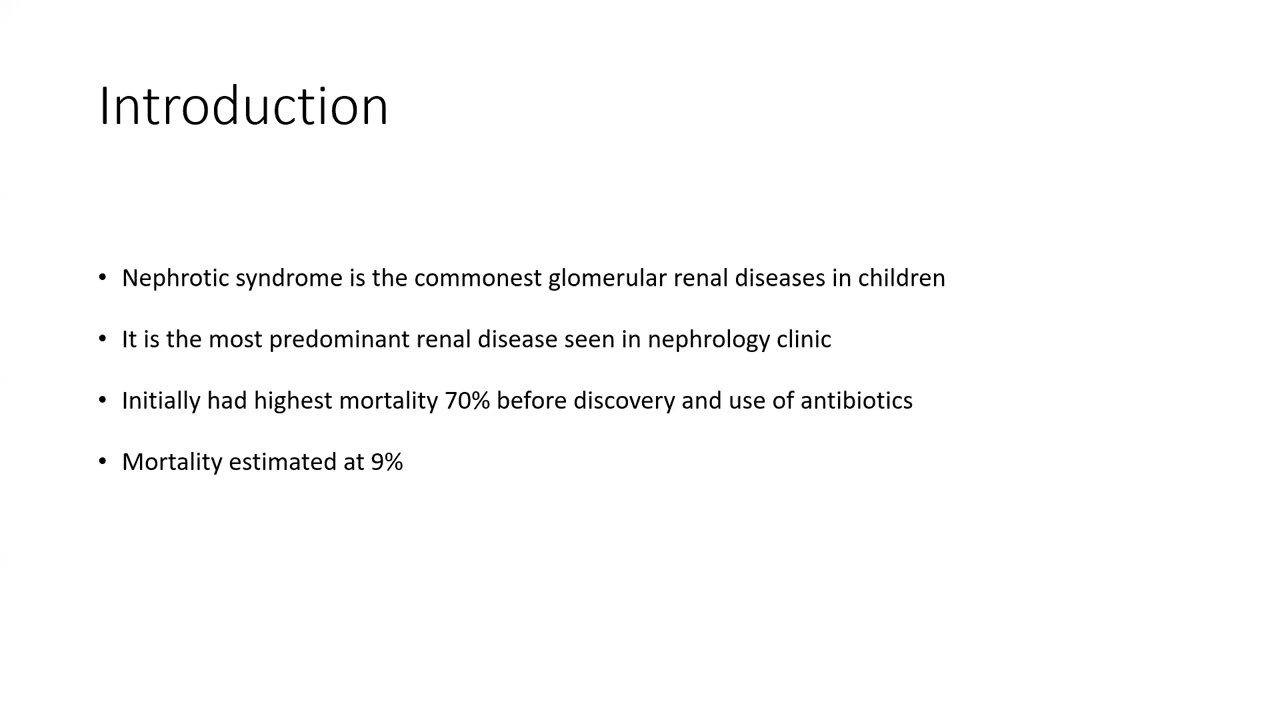 Introduction
• Nephrotic syndrome is the commonest glomerular renal diseases in children
• It is the most predominant renal disease seen in nephrology clinic
• Initially had highest mortality 70% before discovery and use of antibiotics
• Mortality estimated at 9%